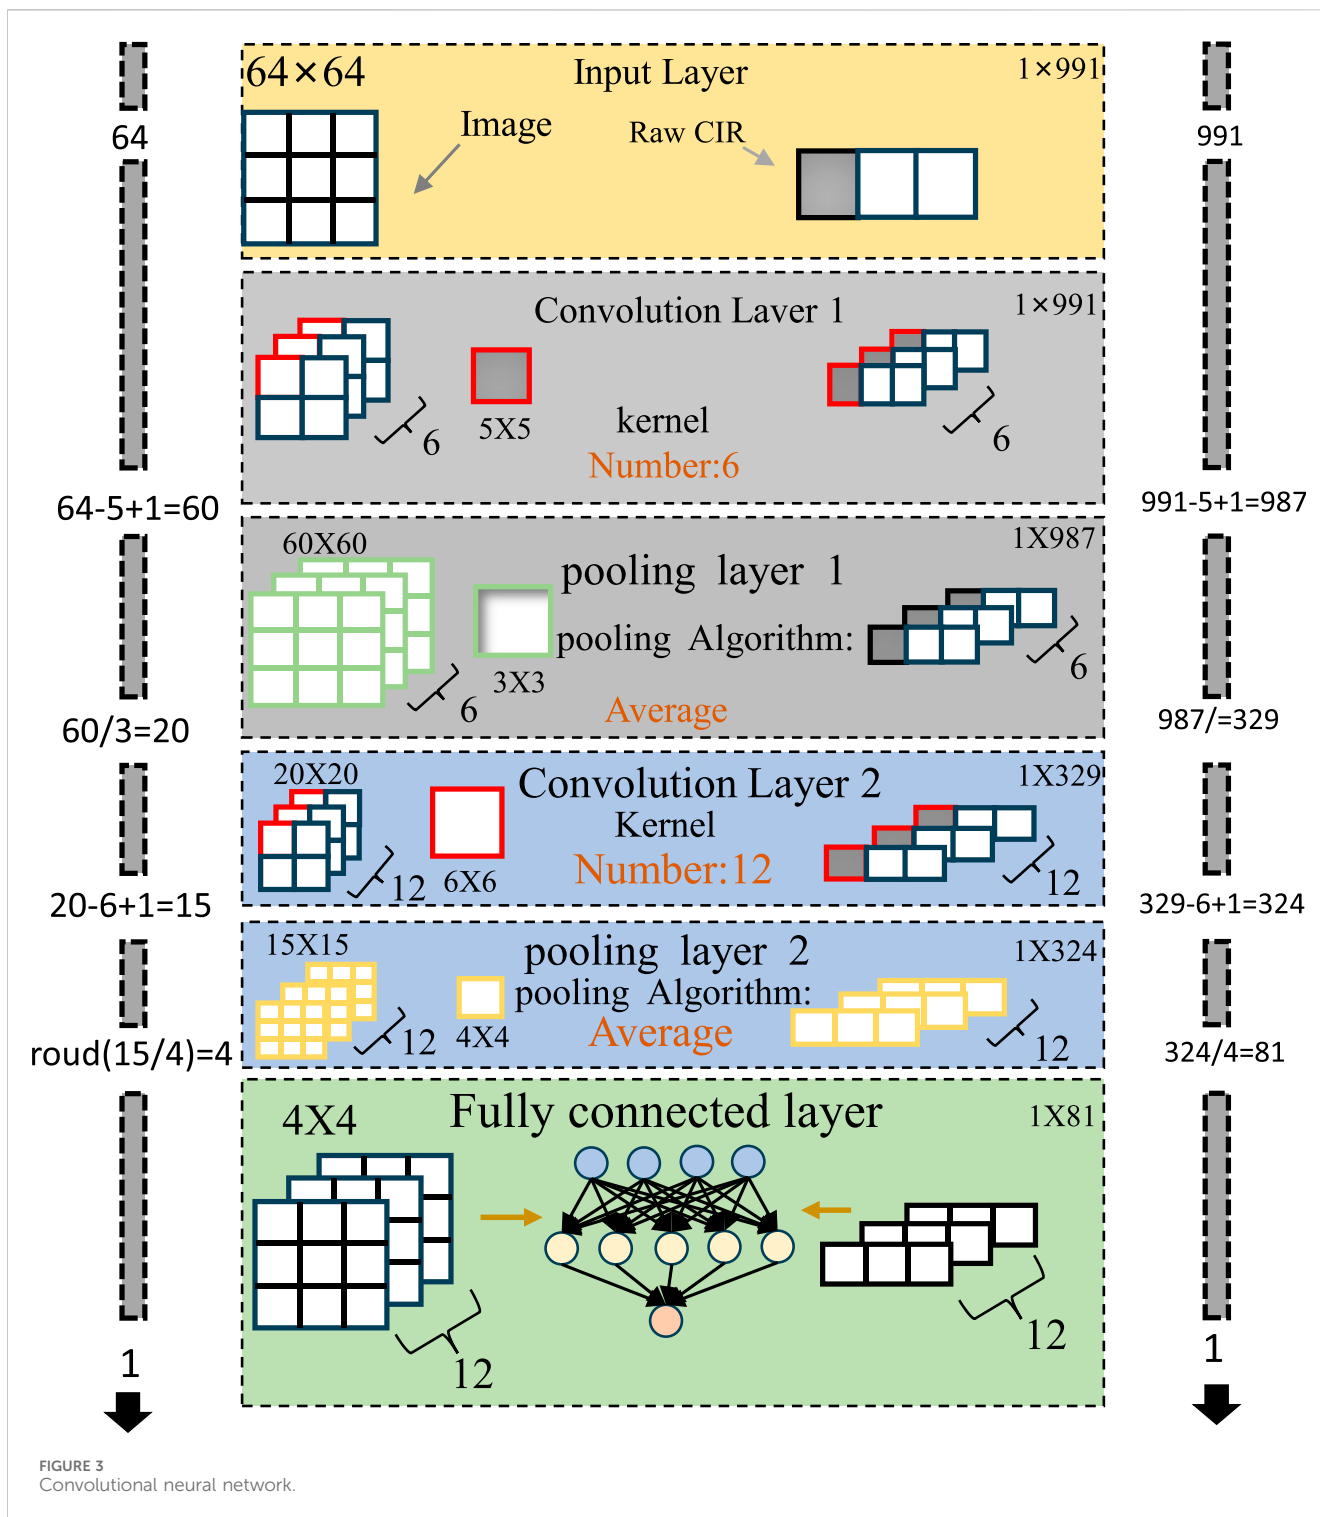 64×64
Input Layer
1×991
64
Image
Raw CIR
991
Convolution Laver 1
1×991
6
5X5
kernel
Number:6
6
64-5+1=60
991-5+1=987
60X60
pooling layer 1
1X987
pooling Algorithm:
6
3X3
Average
6
60/3=20
987/=329
20X20
Convolution Layer 2
1X329
Kernel
12
6X6
Number:12
12
20-6+1=15
329-6+1=324
15X15
pooling layer 2
1X324
pooling Algorithm:
12
4X4
Average
12
roud(15/4)=4
324/4=81
4X4
Fully connected layer
1X81
12
12
1
1
FIGURE 3
Convolutional neural network.